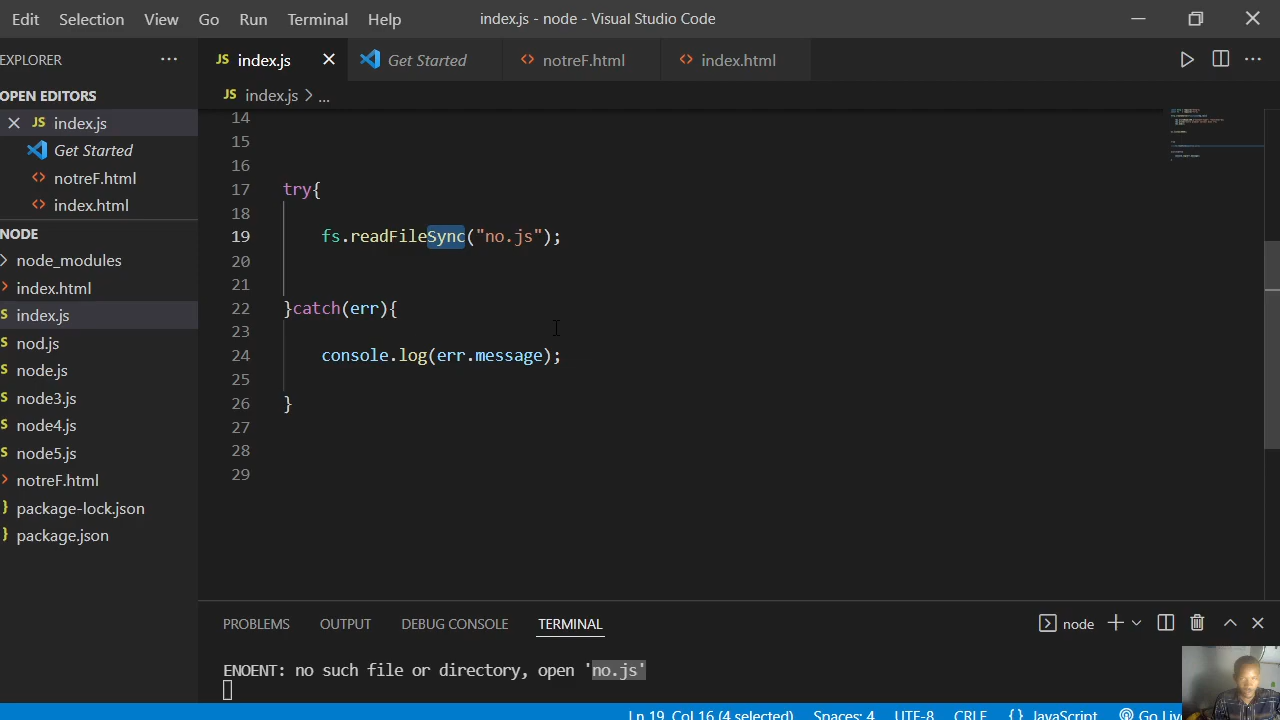 Edit Selection View Go Run Terminal Help index.js - node - Visual Studio Code
EXPLORER
JS index.js Get Started notreF.html index.html
OPEN EDITORS
JS index.js > ...
JS index.js
Get Started
notreF.html
index.html
NODE
node_modules
index.html
index.js
nod.js
node.js
node3.js
node4.js
node5.js
notreF.html
package-lock.json
package.json
14
15
16
17 try{
18
19 fs.readFileSync("no.js");
20
21
22 }catch(err){
23
24 console.log(err.message);
25
26 }
27
28
29
PROBLEMS OUTPUT DEBUG CONSOLE TERMINAL node
ENOENT: no such file or directory, open 'no.js'
Ln 19, Col 16 (4 selected) Spaces: 4 UTF-8 CRLF {} JavaScript Go Live